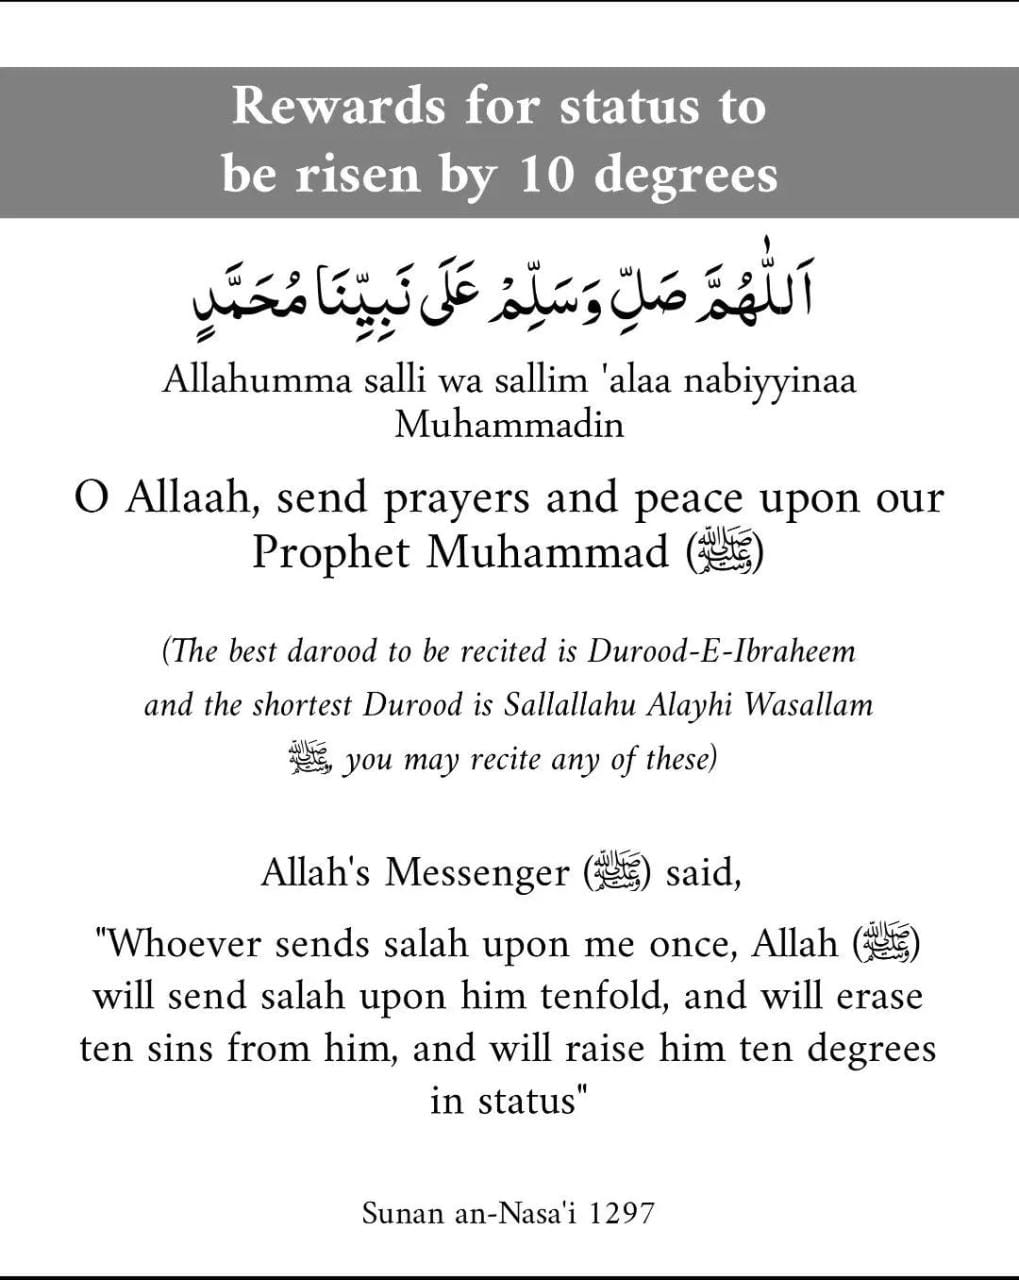 Rewards for status to
be risen by 10 degrees
اَللّٰهُمَّ صَلِّ وَسَلِّمْ عَلَى نَبِيِّنَا مُحَمَّدٍ
Allahumma salli wa sallim 'alaa nabiyyinaa
Muhammadin
O Allaah, send prayers and peace upon our
Prophet Muhammad (ﷺ)
(The best darood to be recited is Durood-E-Ibraheem
and the shortest Durood is Sallallahu Alayhi Wasallam
ﷺ you may recite any of these)
Allah's Messenger (ﷺ) said,
"Whoever sends salah upon me once, Allah (ﷺ)
will send salah upon him tenfold, and will erase
ten sins from him, and will raise him ten degrees
in status"
Sunan an-Nasa'i 1297